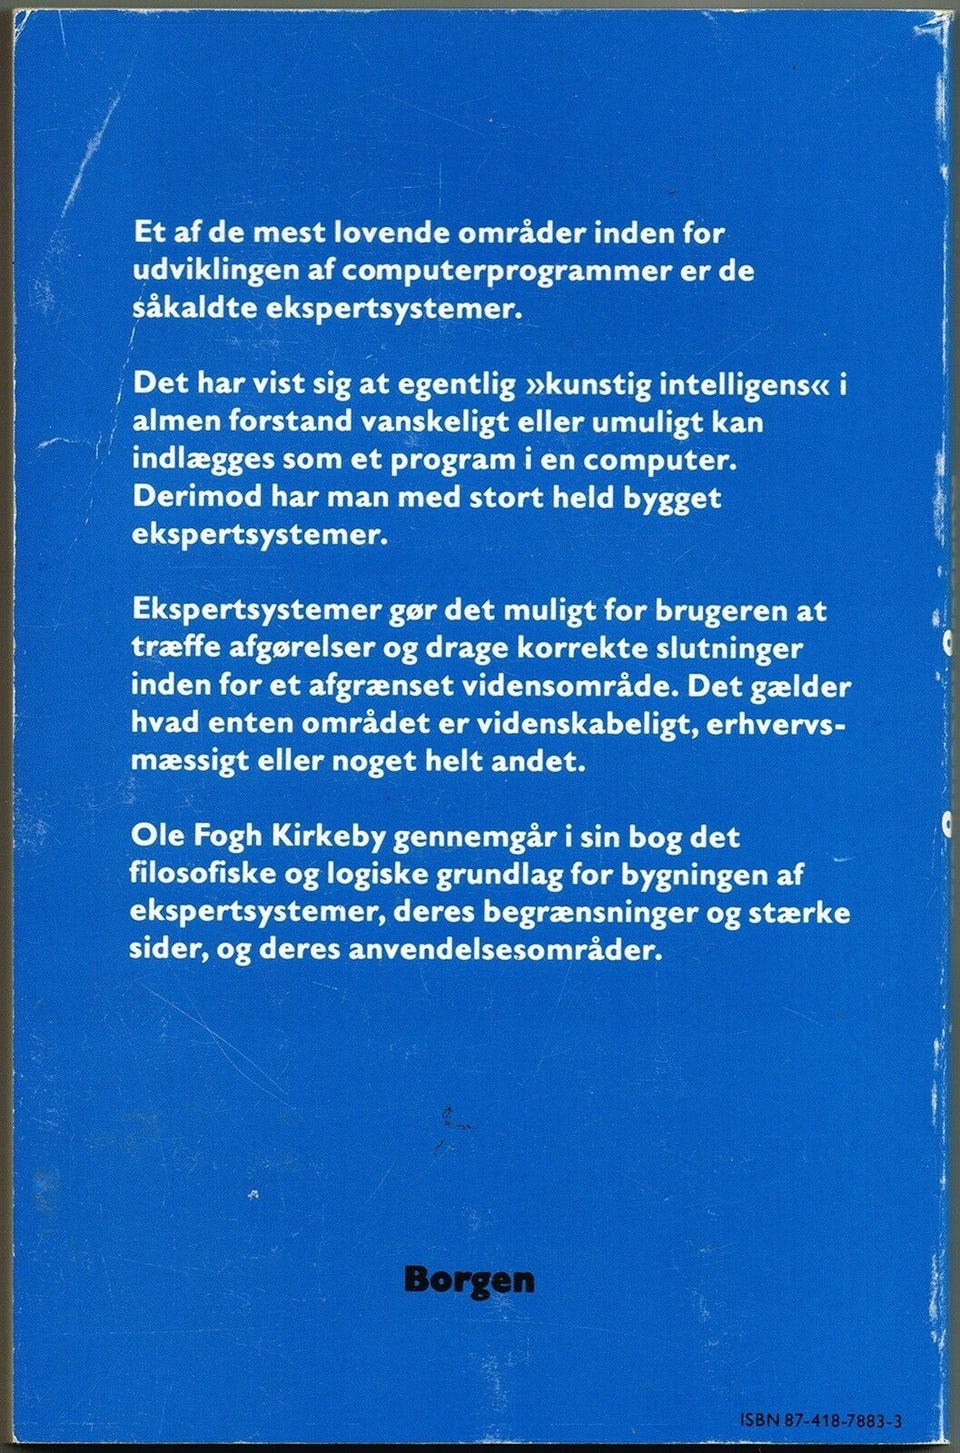 Et af de mest lovende områder inden for
udviklingen af computerprogrammer er de
såkaldte ekspertsystemer.
Det har vist sig at egentlig »kunstig intelligens« i
almen forstand vanskeligt eller umuligt kan
indlægges som et program i en computer.
Derimod har man med stort held bygget
ekspertsystemer.
Ekspertsystemer gør det muligt for brugeren at
træffe afgørelser og drage korrekte slutninger
inden for et afgrænset vidensområde. Det gælder
hvad enten området er videnskabeligt, erhvervs-
mæssigt eller noget helt andet.
Ole Fogh Kirkeby gennemgår i sin bog det
filosofiske og logiske grundlag for bygningen af
ekspertsystemer, deres begrænsninger og stærke
sider, og deres anvendelsesområder.
Borgen
ISBN 87-418-7883-3